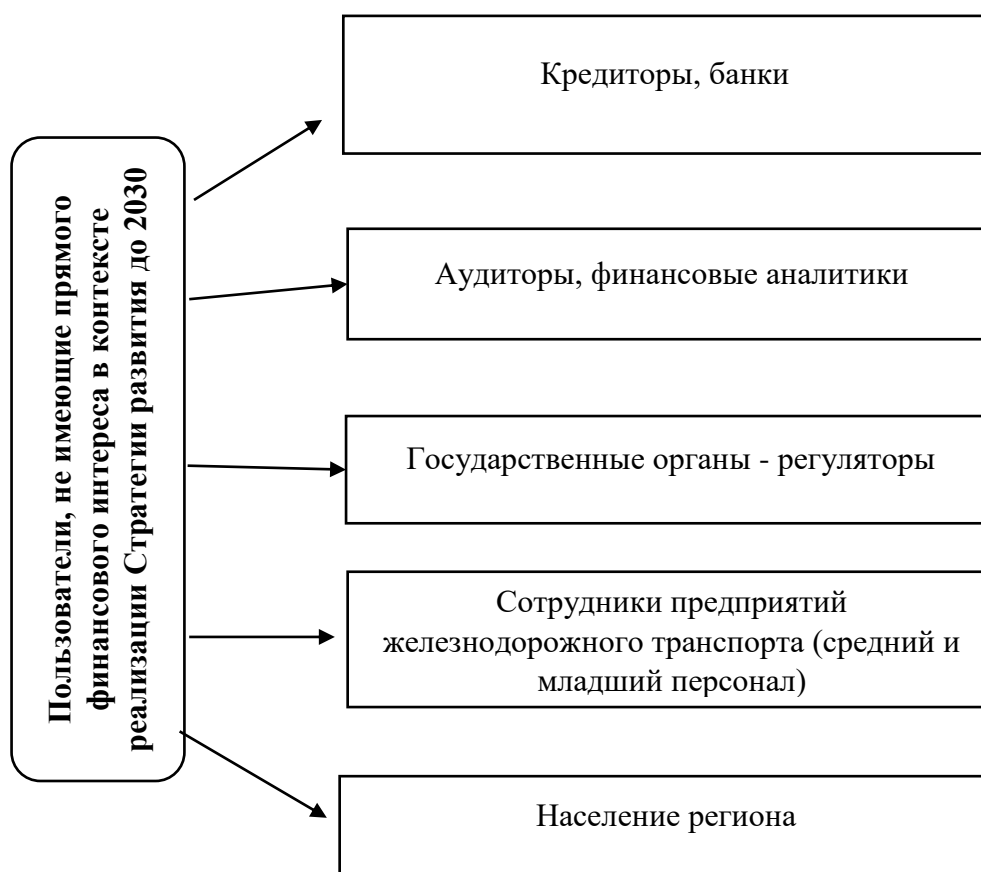 Пользователи, не имеющие прямого
финансового интереса в контексте
реализации Стратегии развития до 2030
Кредиторы, банки
Аудиторы, финансовые аналитики
Государственные органы - регуляторы
Сотрудники предприятий
железнодорожного транспорта (средний и
младший персонал)
Население региона